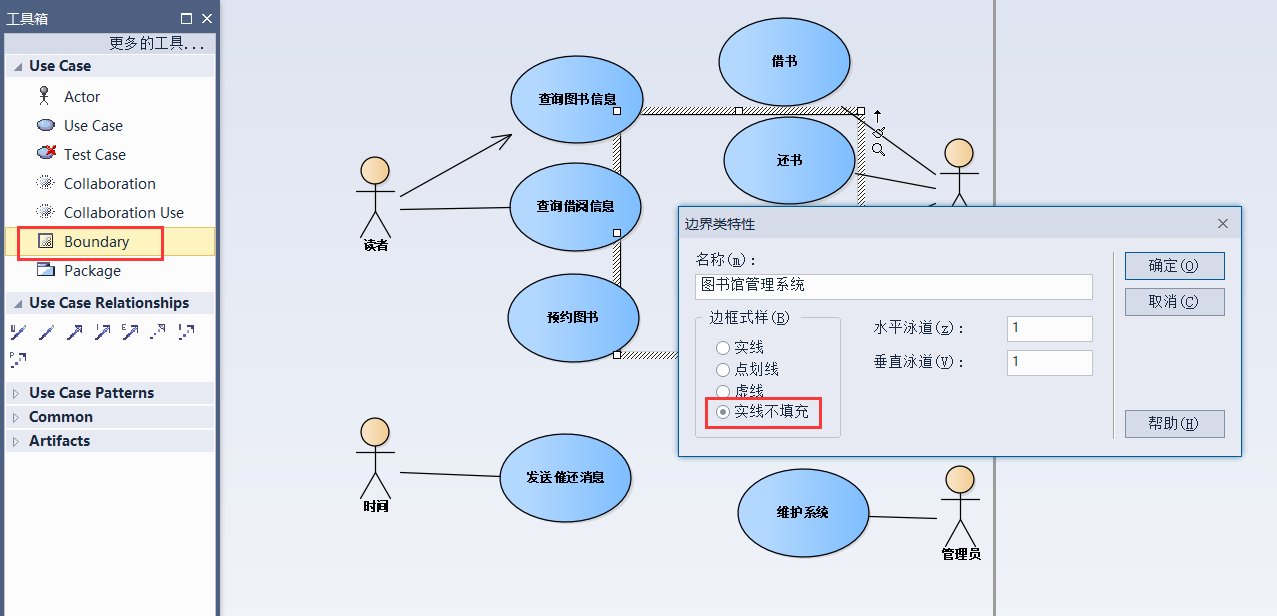 工具箱
更多的工具...
Use Case
Actor
Use Case
Test Case
Collaboration
Collaboration Use
Boundary
Package
Use Case Relationships
Use Case Patterns
Common
Artifacts
借书
查询图书信息
还书
查询借阅信息
读者
预约图书
时间
发送催还消息
维护系统
管理员
边界类特性
名称(m):
图书馆管理系统
边框式样(B)
实线
点划线
虚线
实线不填充
水平泳道(z):
1
垂直泳道(V):
1
确定(O)
取消(C)
帮助(H)